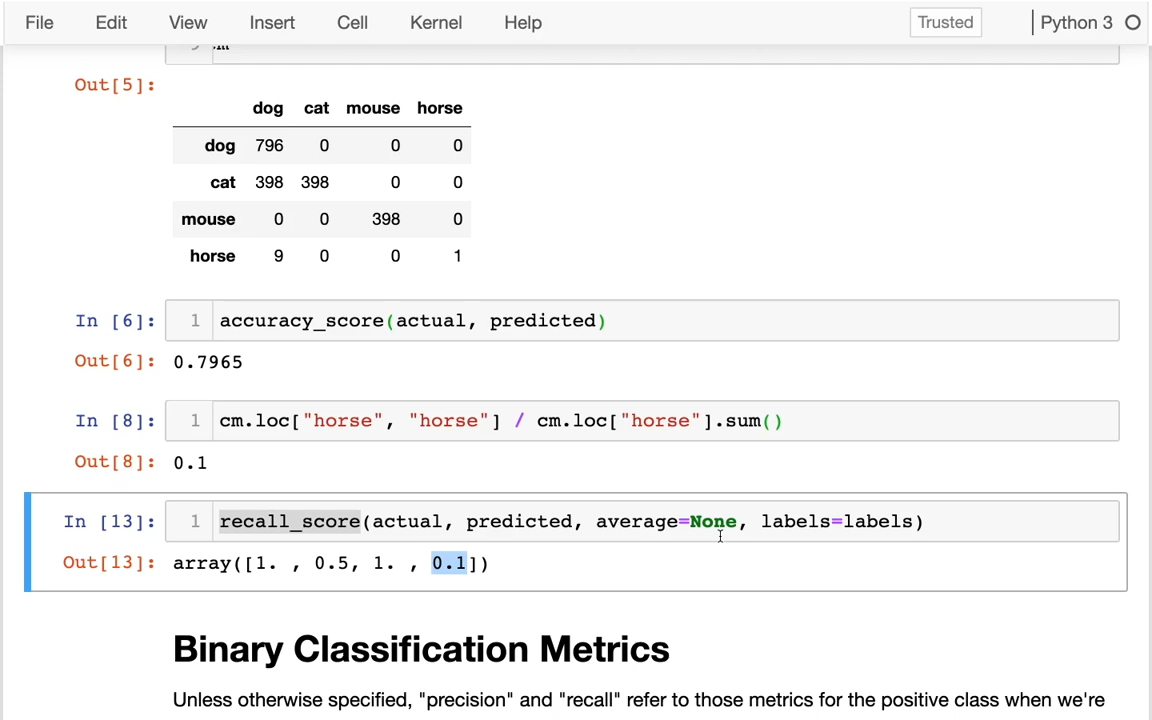 File Edit View Insert Cell Kernel Help Trusted Python 3
Out[5]:
dog cat mouse horse
dog 796 0 0 0
cat 398 398 0 0
mouse 0 0 398 0
horse 9 0 0 1
In [6]: 1 accuracy_score(actual, predicted)
Out[6]: 0.7965
In [8]: 1 cm.loc["horse", "horse"] / cm.loc["horse"].sum()
Out[8]: 0.1
In [13]: 1 recall_score(actual, predicted, average=None, labels=labels)
Out[13]: array([1. , 0.5, 1. , 0.1])
Binary Classification Metrics
Unless otherwise specified, "precision" and "recall" refer to those metrics for the positive class when we're